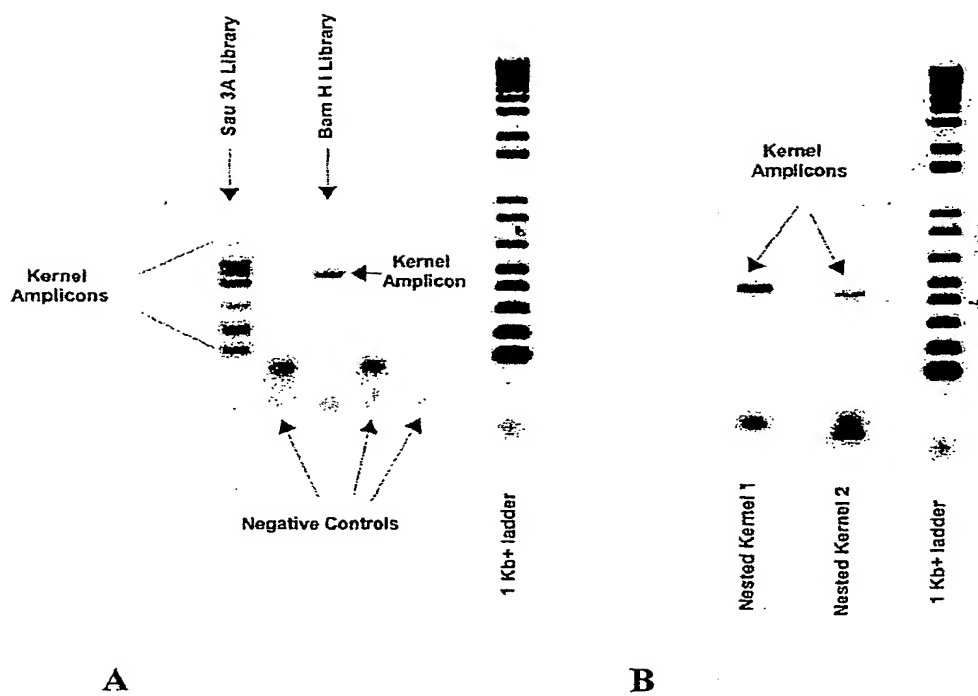 Sau 3A Library
Bam H I Library
Kernel
Amplicons
Kernel
Amplicon
Negative Controls
1 Kb+ ladder
A
Kernel
Amplicons
Nested Kernel 1
Nested Kernel 2
1 Kb+ ladder
B